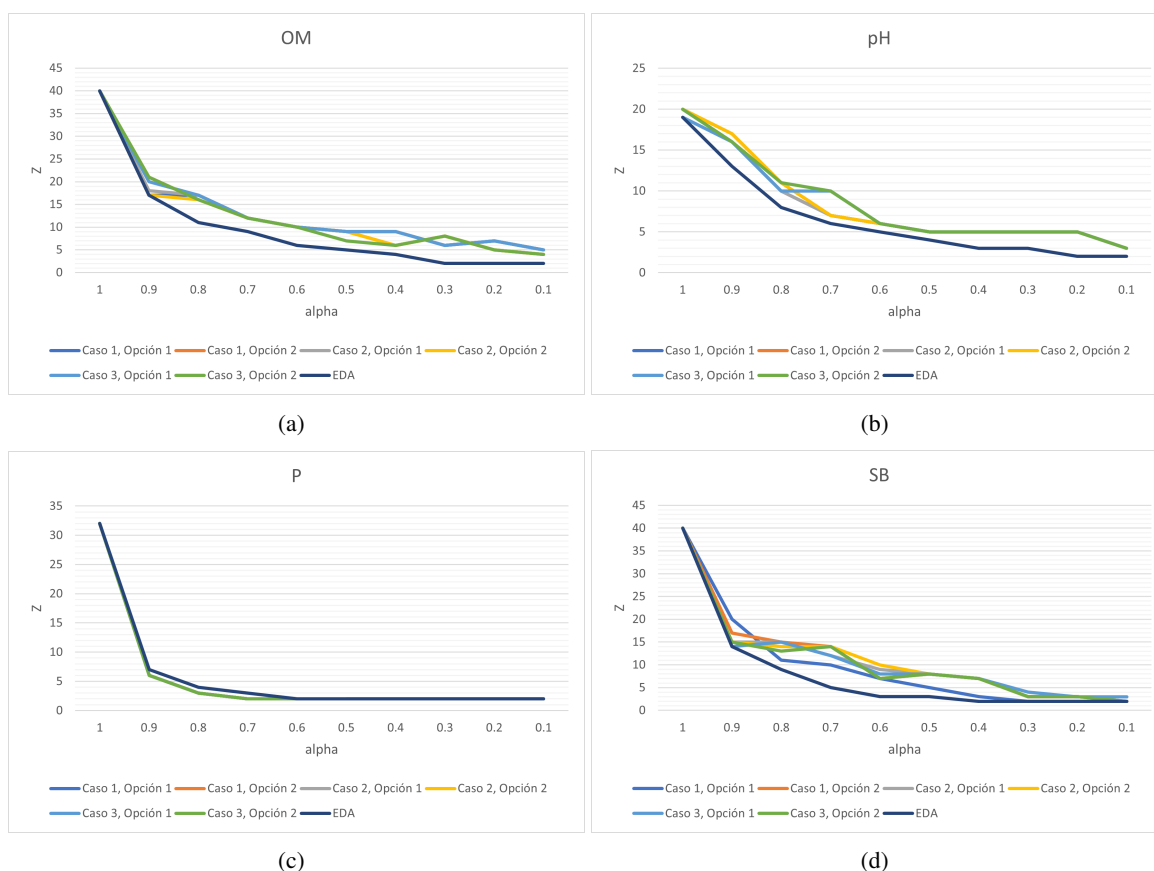 OM
Z
45
40
35
30
25
20
15
10
5
0
1 0.9 0.8 0.7 0.6 0.5 0.4 0.3 0.2 0.1
alpha
Caso 1, Opción 1 Caso 1, Opción 2 Caso 2, Opción 1 Caso 2, Opción 2
Caso 3, Opción 1 Caso 3, Opción 2 EDA
(a)
pH
Z
25
20
15
10
5
0
1 0.9 0.8 0.7 0.6 0.5 0.4 0.3 0.2 0.1
alpha
Caso 1, Opción 1 Caso 1, Opción 2 Caso 2, Opción 1 Caso 2, Opción 2
Caso 3, Opción 1 Caso 3, Opción 2 EDA
(b)
P
Z
35
30
25
20
15
10
5
0
1 0.9 0.8 0.7 0.6 0.5 0.4 0.3 0.2 0.1
alpha
Caso 1, Opción 1 Caso 1, Opción 2 Caso 2, Opción 1 Caso 2, Opción 2
Caso 3, Opción 1 Caso 3, Opción 2 EDA
(c)
SB
Z
45
40
35
30
25
20
15
10
5
0
1 0.9 0.8 0.7 0.6 0.5 0.4 0.3 0.2 0.1
alpha
Caso 1, Opción 1 Caso 1, Opción 2 Caso 2, Opción 1 Caso 2, Opción 2
Caso 3, Opción 1 Caso 3, Opción 2 EDA
(d)